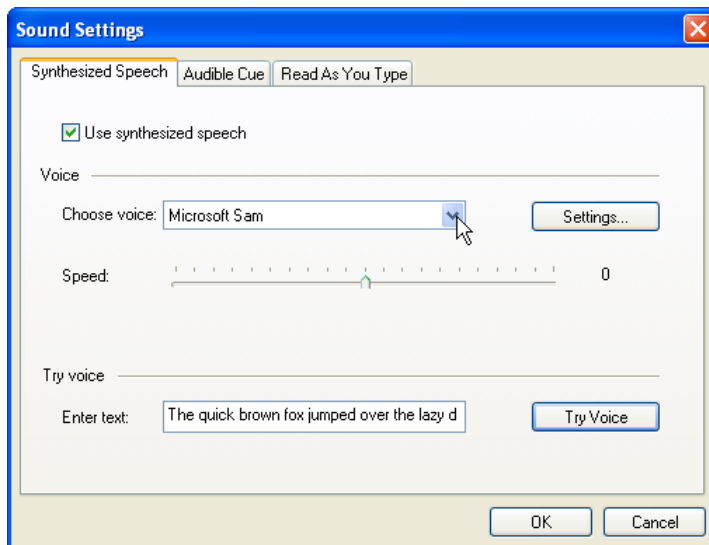 Sound Settings
Synthesized Speech Audible Cue Read As You Type
Use synthesized speech
Voice
Choose voice: Microsoft Sam Settings...
Speed: 0
Try voice
Enter text: The quick brown fox jumped over the lazy d Try Voice
OK Cancel